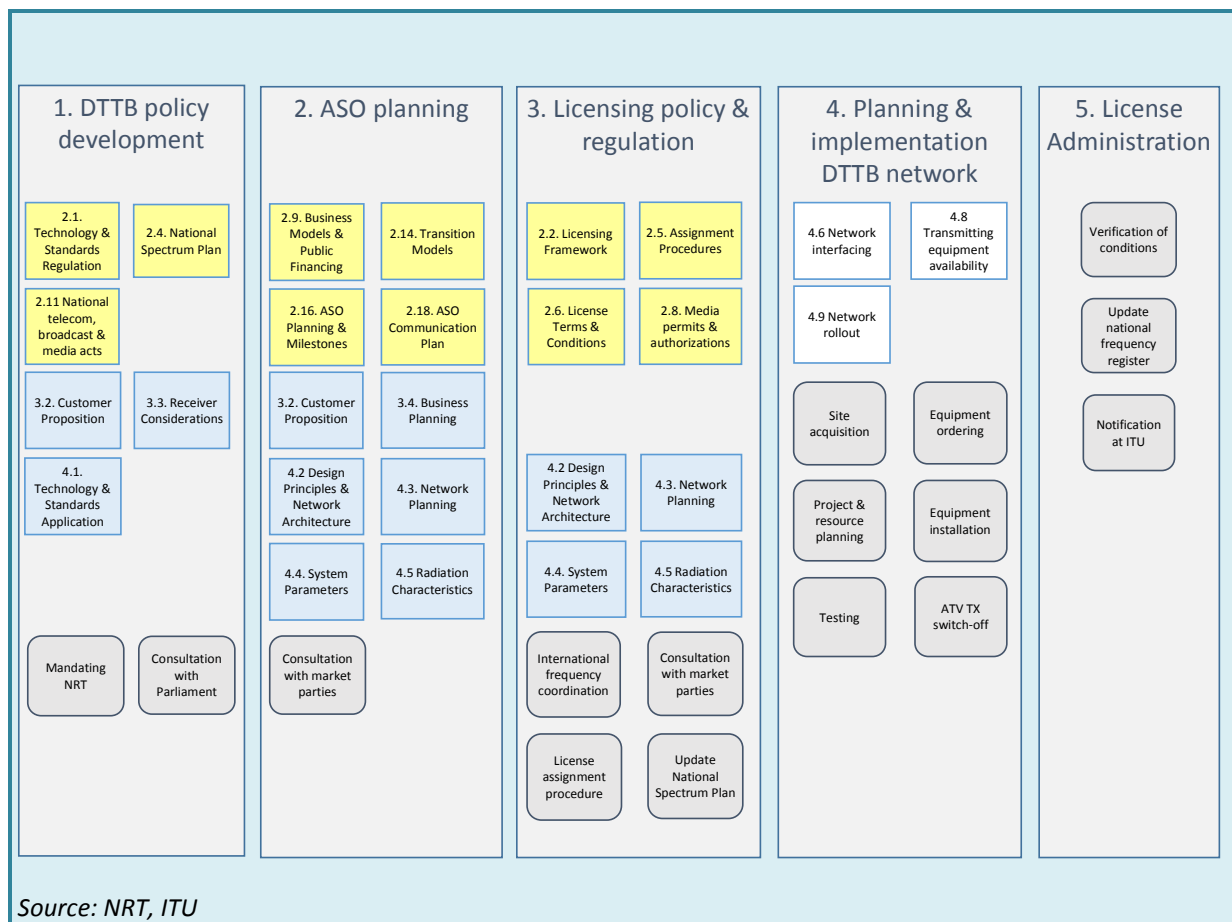 1. DTTB policy
development
2.1.
Technology &
Standards
Regulation
2.4. National
Spectrum Plan
2.11 National
telecom,
broadcast &
media acts
3.2. Customer
Proposition
3.3. Receiver
Considerations
4.1.
Technology &
Standards
Application
Mandating
NRT
Consultation
with
Parliament
2. ASO planning
2.9. Business
Models &
Public
Financing
2.14. Transition
Models
2.16. ASO
Planning &
Milestones
2.18. ASO
Communication
Plan
3.2. Customer
Proposition
3.4. Business
Planning
4.2 Design
Principles &
Network
Architecture
4.3. Network
Planning
4.4. System
Parameters
4.5 Radiation
Characteristics
Consultation
with market
parties
3. Licensing policy &
regulation
2.2. Licensing
Framework
2.5. Assignment
Procedures
2.6. License
Terms &
Conditions
2.8. Media
permits &
authorizations
4.2 Design
Principles &
Network
Architecture
4.3. Network
Planning
4.4. System
Parameters
4.5 Radiation
Characteristics
International
frequency
coordination
Consultation
with market
parties
License
assignment
procedure
Update
National
Spectrum Plan
4. Planning &
implementation
DTTB network
4.6 Network
interfacing
4.8
Transmitting
equipment
availability
4.9 Network
rollout
Site
acquisition
Equipment
ordering
Project &
resource
planning
Equipment
installation
Testing
ATV TX
switch-off
5. License
Administration
Verification of
conditions
Update
national
frequency
register
Notification
at ITU
Source: NRT, ITU